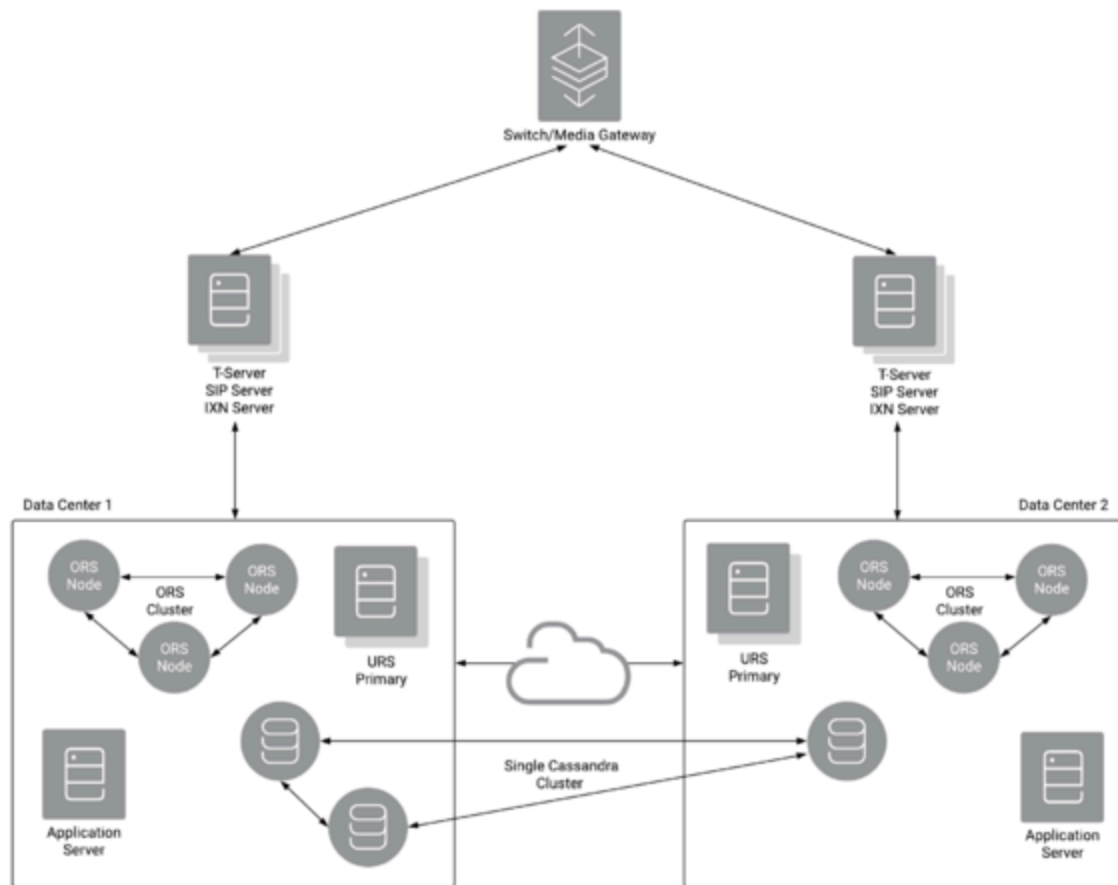 Switch/Media Gateway
T-Server
SIP Server
IXN Server
T-Server
SIP Server
IXN Server
Data Center 1
ORS
Node
ORS
Node
ORS
Cluster
ORS
Node
URS
Primary
Application
Server
Single Cassandra
Cluster
Data Center 2
URS
Primary
ORS
Node
ORS
Node
ORS
Cluster
ORS
Node
Application
Server